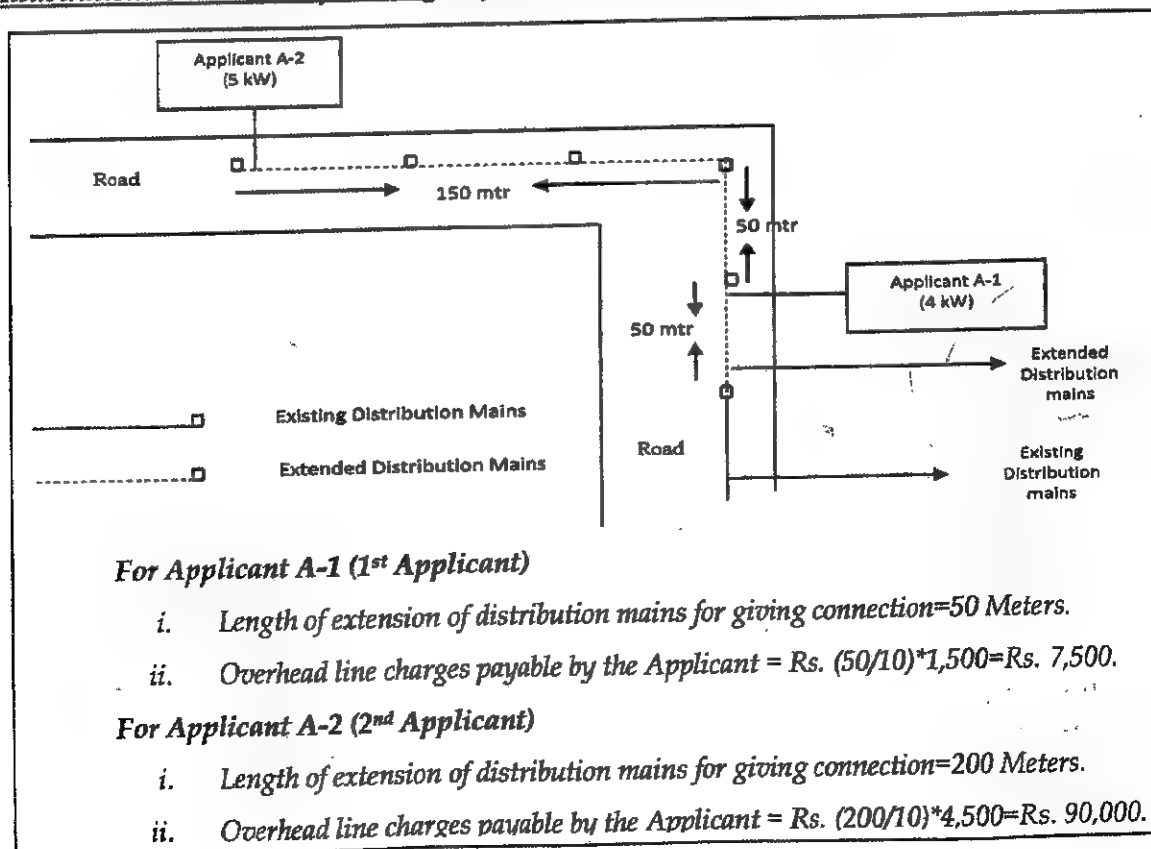 Applicant A-2
(5 kW)
Road
150 mtr
50 mtr
Applicant A-1
(4 kW)
50 mtr
Extended
Distribution
mains
Existing Distribution Mains
Extended Distribution Mains
Road
Existing
Distribution
mains
For Applicant A-1 (1st Applicant)
i. Length of extension of distribution mains for giving connection=50 Meters.
ii. Overhead line charges payable by the Applicant = Rs. (50/10)*1,500=Rs. 7,500.
For Applicant A-2 (2nd Applicant)
i. Length of extension of distribution mains for giving connection=200 Meters.
ii. Overhead line charges payable by the Applicant = Rs. (200/10)*4,500=Rs. 90,000.